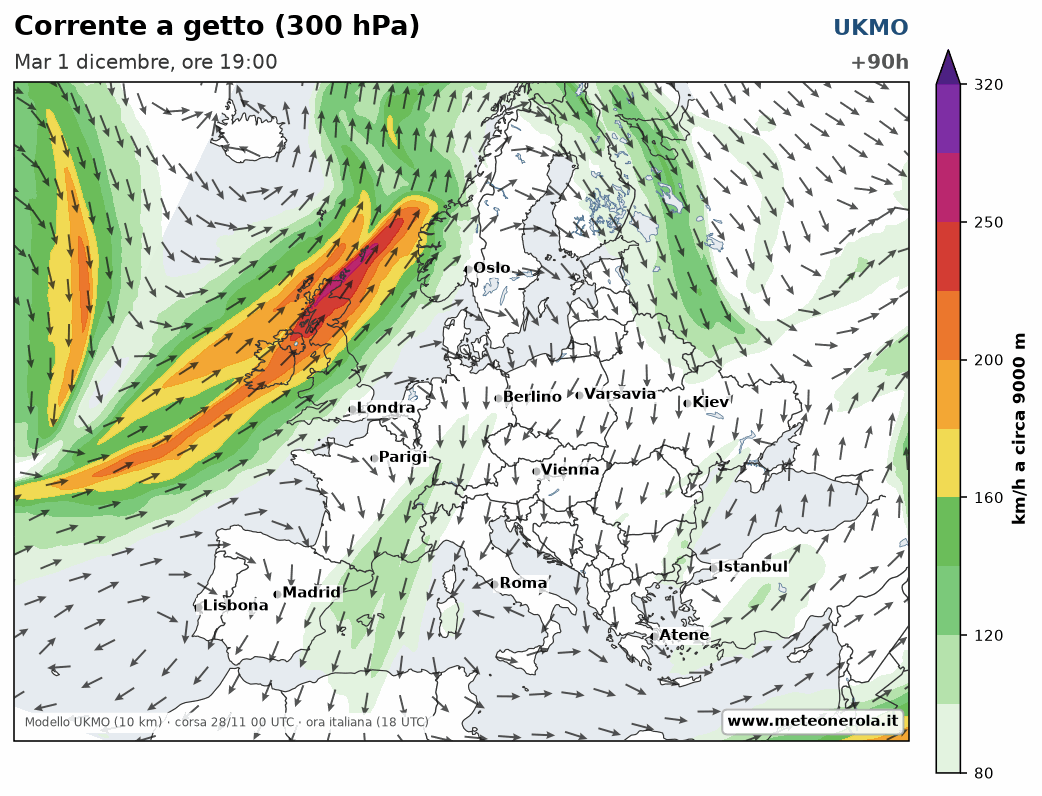 Corrente a getto (300 hPa)
UKMO
Mar 1 dicembre, ore 19:00
+90h
320
250
200
160
120
80
km/h a circa 9000 m
Oslo
Londra
Berlino
Varsavia
Kiev
Parigi
Vienna
Istanbul
Roma
Madrid
Lisbona
Atene
Modello UKMO (10 km) · corsa 28/11 00 UTC · ora italiana (18 UTC)
www.meteonerola.it